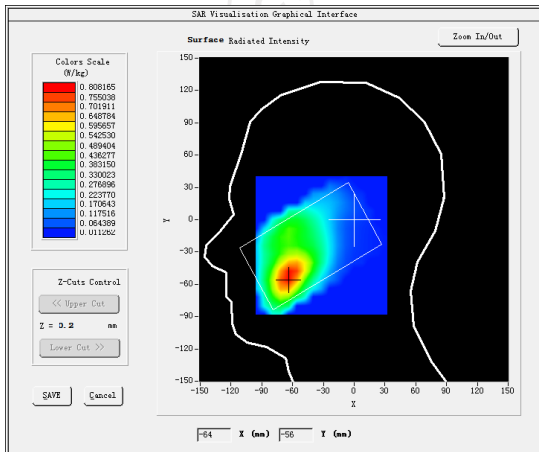 SAR Visualisation Graphical Interface
Surface Radiated Intensity
Zoom In/Out
Colors Scale
(W/kg)
0.808165
0.755038
0.701911
0.648784
0.595657
0.542530
0.489404
0.436277
0.383150
0.330023
0.276896
0.223770
0.170643
0.117516
0.064389
0.011262
Z-Cuts Control
<< Upper Cut
Z = 0.2 mm
Lower Cut >>
SAVE Cancel
150
120
90
60
30
0
-30
-60
-90
-120
-150
Y
-150 -120 -90 -60 -30 0 30 60 90 120 150
X
-64 X (mm) -56 Y (mm)